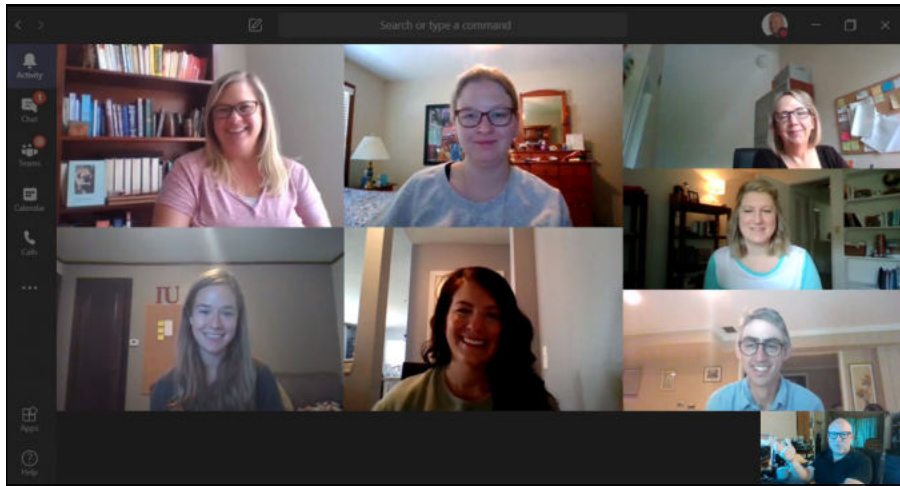 Search or type a command
Activity
Chat
Teams
Calendar
Calls
IU
Apps
Help